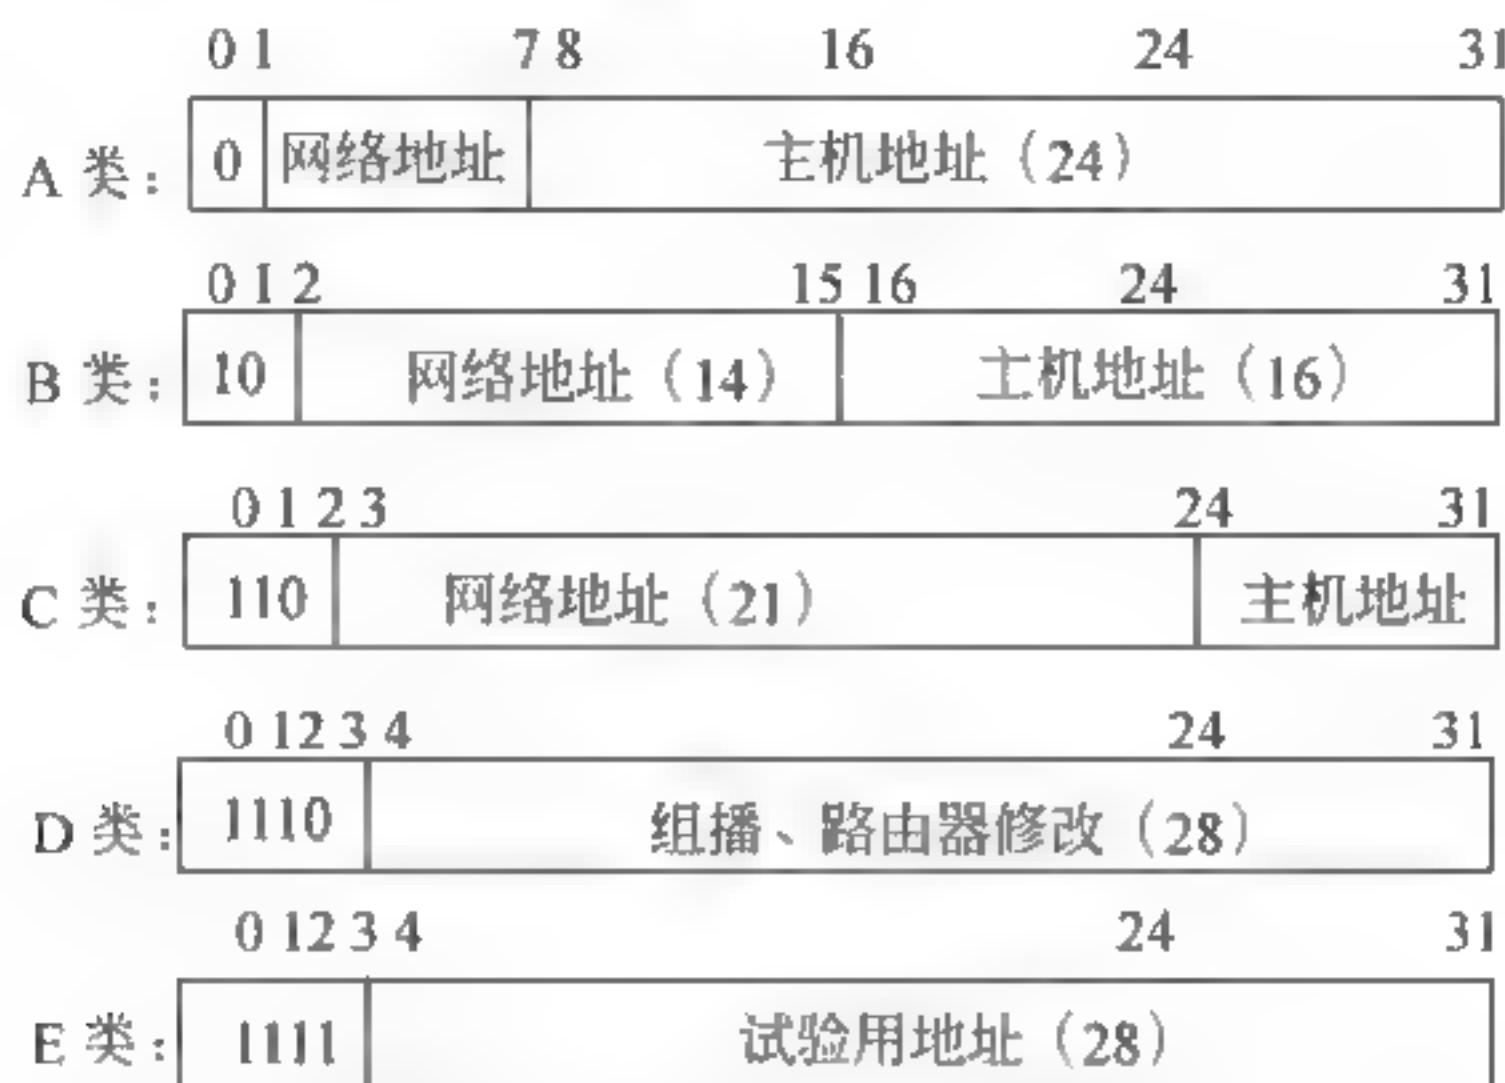 0 1 7 8 16 24 31
A 类: 0 网络地址 主机地址 (24)
0 1 2 15 16 24 31
B 类: 10 网络地址 (14) 主机地址 (16)
0 1 2 3 24 31
C 类: 110 网络地址 (21) 主机地址
0 12 3 4 24 31
D 类: 1110 组播、路由器修改 (28)
0 12 3 4 24 31
E 类: 1111 试验用地址 (28)